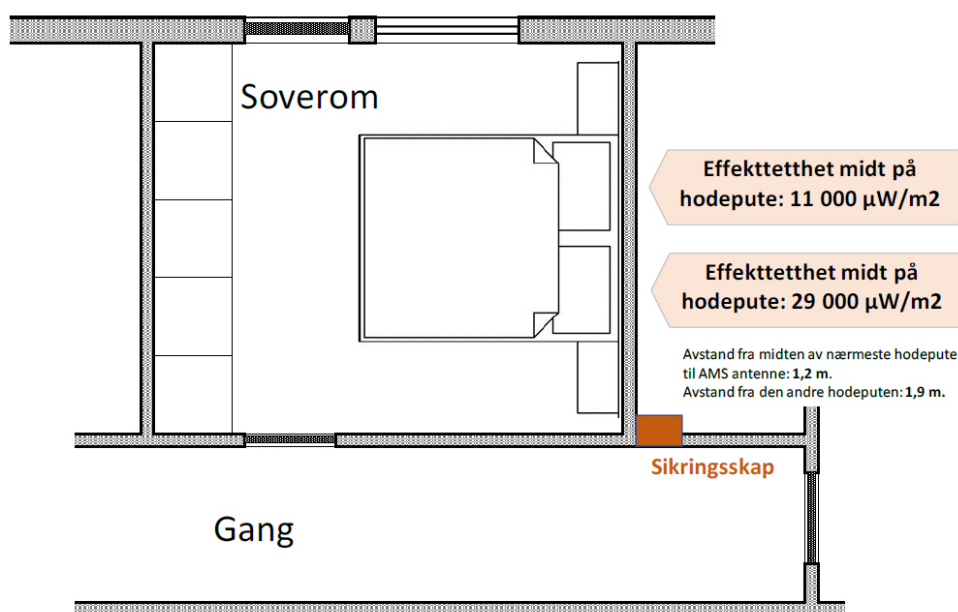 Soverom
Effekttetthet midt på
hodepute: 11 000 µW/m2
Effekttetthet midt på
hodepute: 29 000 µW/m2
Avstand fra midten av nærmeste hodepute
til AMS antenne: 1,2 m.
Avstand fra den andre hodeputen: 1,9 m.
Sikringsskap
Gang